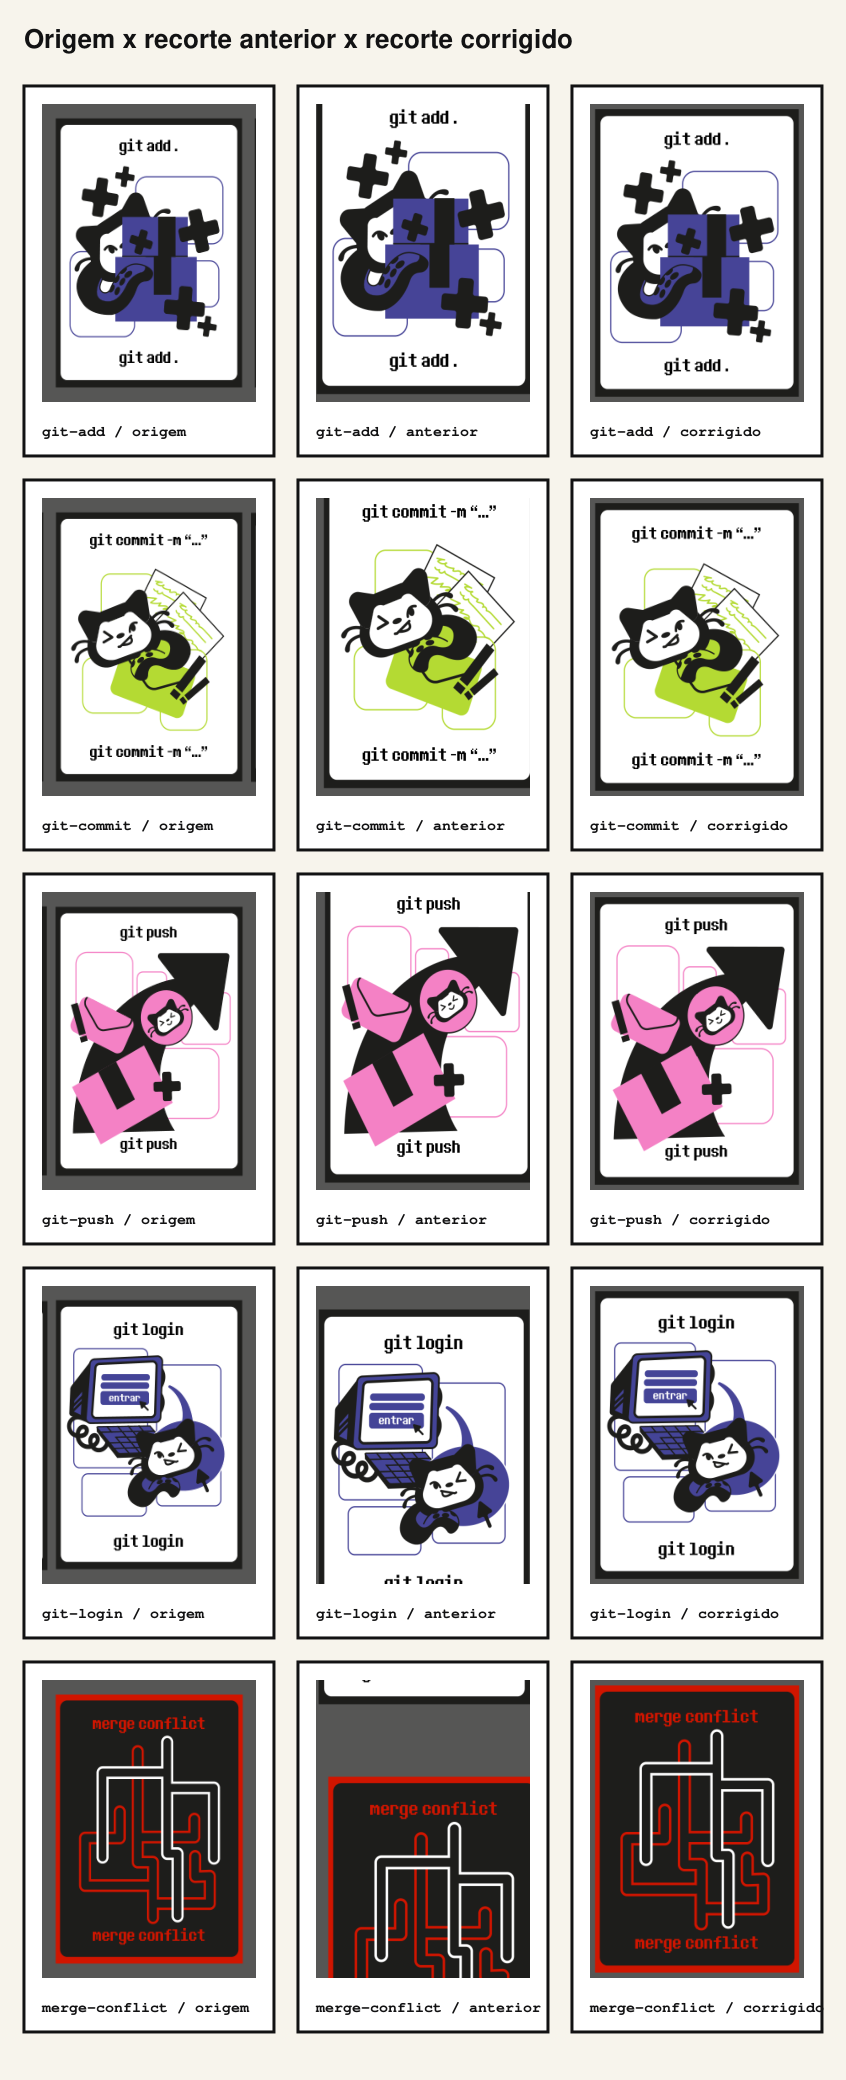 Origem x recorte anterior x recorte corrigido
git add.
git add.
git-add / origem
git add.
git add.
git-add / anterior
git add.
git add.
git-add / corrigido
git commit -m “...”
git commit -m “...”
git-commit / origem
git commit -m “...”
git commit -m “...”
git-commit / anterior
git commit -m “...”
git commit -m “...”
git-commit / corrigido
git push
git push
git-push / origem
git push
git push
git-push / anterior
git push
git push
git-push / corrigido
git login
entrar
git login
git-login / origem
git login
entrar
git login
git-login / anterior
git login
entrar
git login
git-login / corrigido
merge conflict
merge conflict
merge-conflict / origem
merge conflict
merge-conflict / anterior
merge conflict
merge conflict
merge-conflict / corrigido